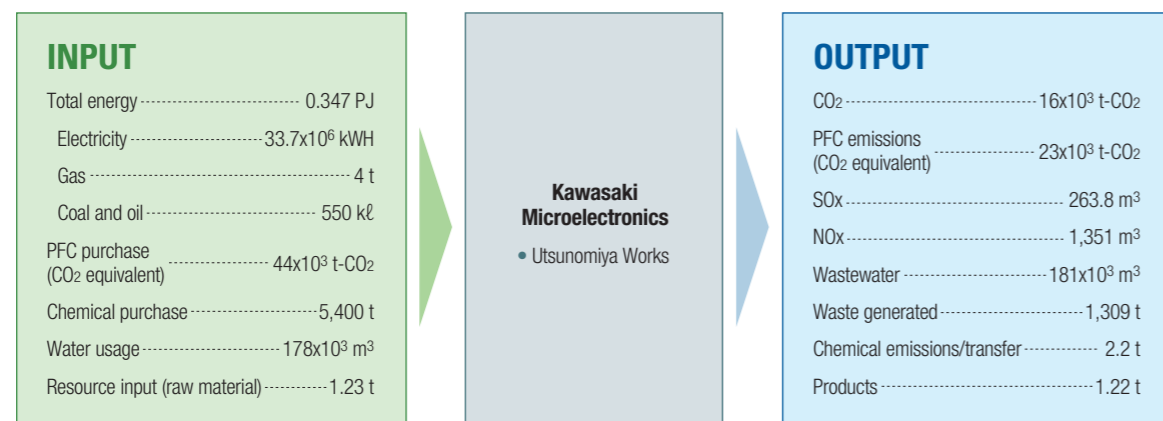 INPUT
Total energy 0.347 PJ
Electricity 33.7x10⁶ kWH
Gas 4 t
Coal and oil 550 kℓ
PFC purchase
(CO₂ equivalent) 44x10³ t-CO₂
Chemical purchase 5,400 t
Water usage 178x10³ m³
Resource input (raw material) 1.23 t
Kawasaki
Microelectronics
• Utsunomiya Works
OUTPUT
CO₂ 16x10³ t-CO₂
PFC emissions
(CO₂ equivalent) 23x10³ t-CO₂
SOx 263.8 m³
NOx 1,351 m³
Wastewater 181x10³ m³
Waste generated 1,309 t
Chemical emissions/transfer 2.2 t
Products 1.22 t